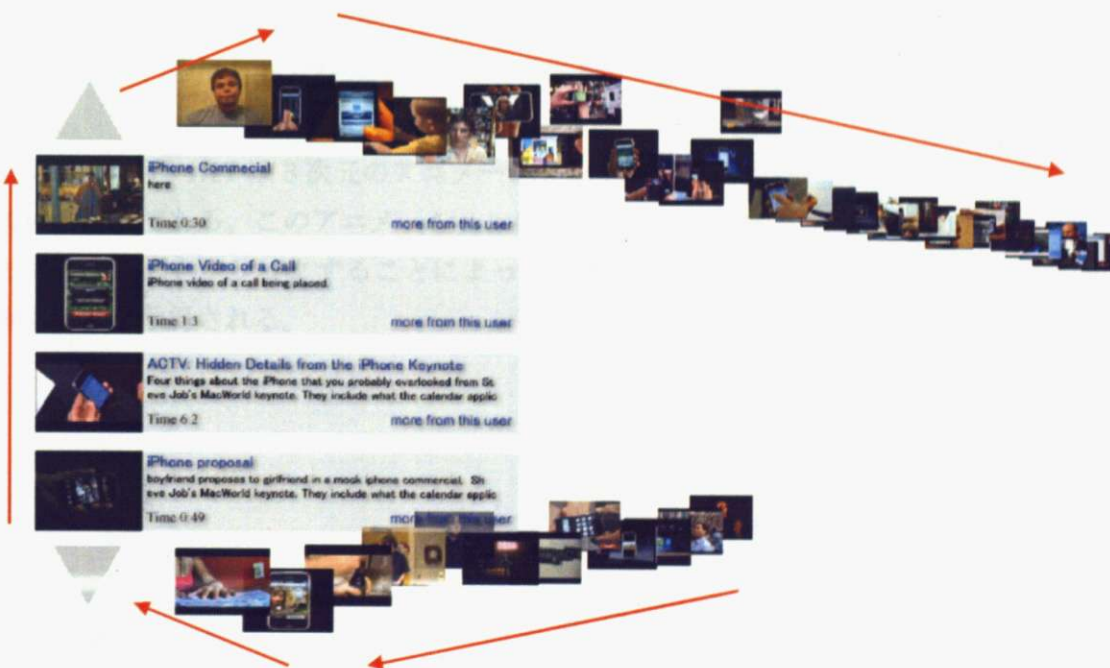 iPhone Commecial
here
Time 0:30 more from this user
iPhone Video of a Call
iPhone video of a call being placed.
Time 1:3 more from this user
ACTV: Hidden Details from the iPhone Keynote
Four things about the iPhone that you probably overlooked from St
eve Job's MacWorld keynote. They include what the calendar applic
Time 6:2 more from this user
iPhone proposal
boyfriend proposes to girlfriend in a mock iphone commercial. St
eve Job's MacWorld keynote. They include what the calendar applic
Time 0:49 more from this user